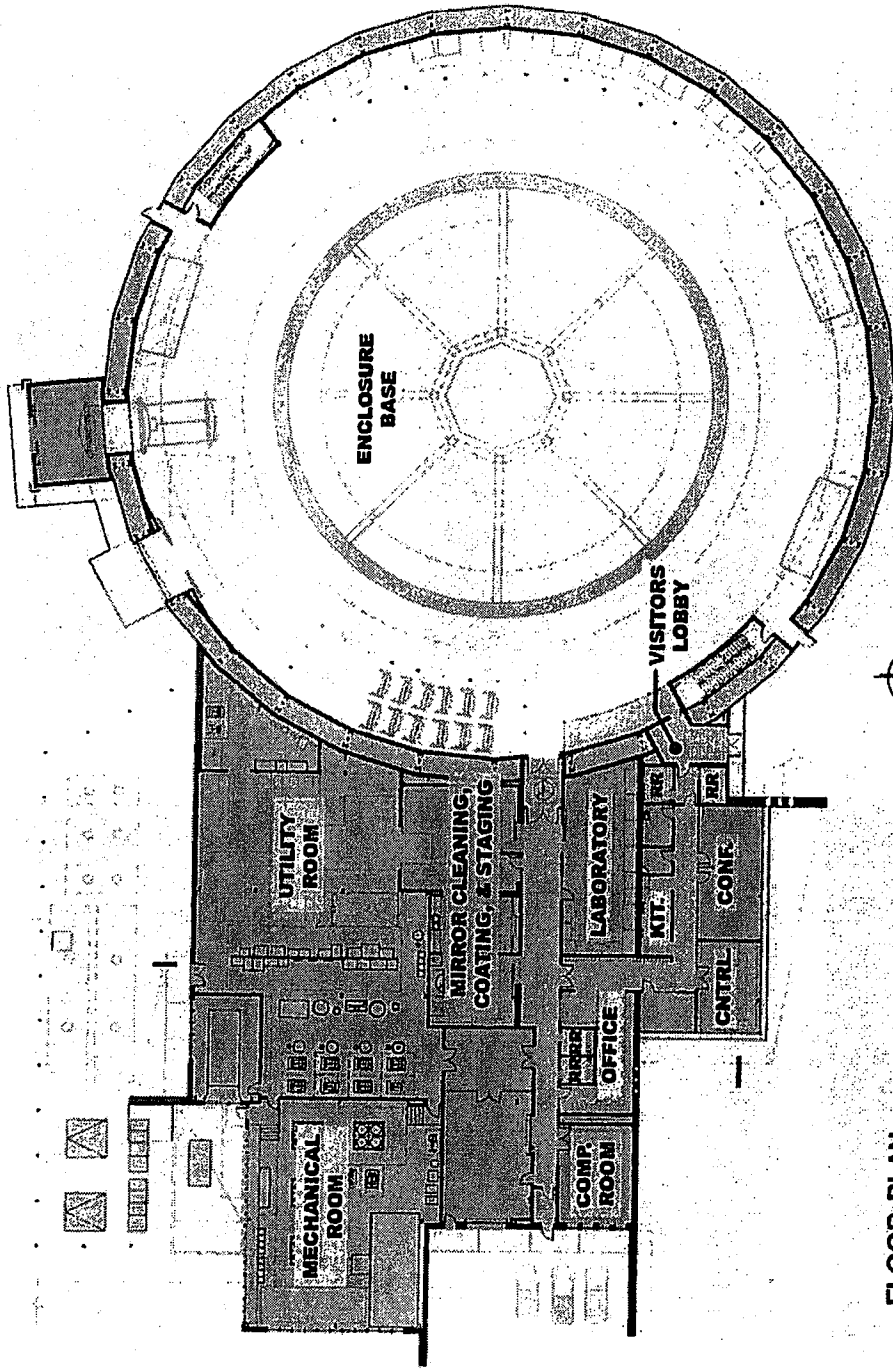 ENCLOSURE
BASE
UTILITY
ROOM
MIRROR CLEANING,
COATING, & STAGING
VISITORS
LOBBY
MECHANICAL
ROOM
LABORATORY
RR
RR
KIT.
CONF.
CNTRL
OFFICE
RRRR
COMP.
ROOM
FLOOR PLAN